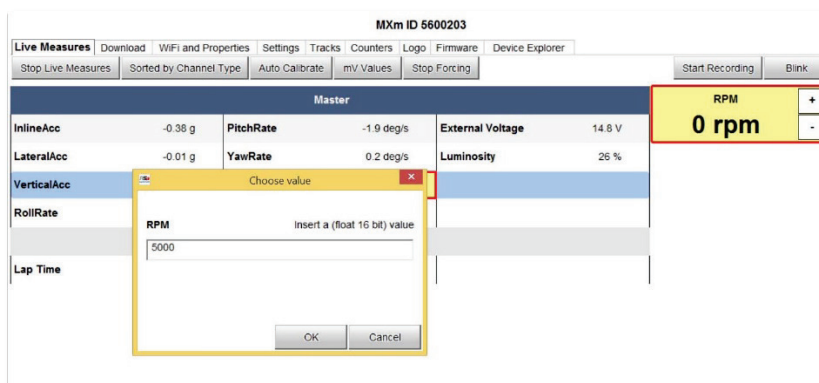 MXm ID 5600203
Live Measures Download WiFi and Properties Settings Tracks Counters Logo Firmware Device Explorer
Stop Live Measures Sorted by Channel Type Auto Calibrate mV Values Stop Forcing Start Recording Blink
Master
RPM
+
0 rpm
-
InlineAcc -0.38 g PitchRate -1.9 deg/s External Voltage 14.8 V
LateralAcc -0.01 g YawRate 0.2 deg/s Luminosity 26 %
VerticalAcc
RollRate
Lap Time
Choose value
RPM Insert a (float 16 bit) value
5000
OK Cancel